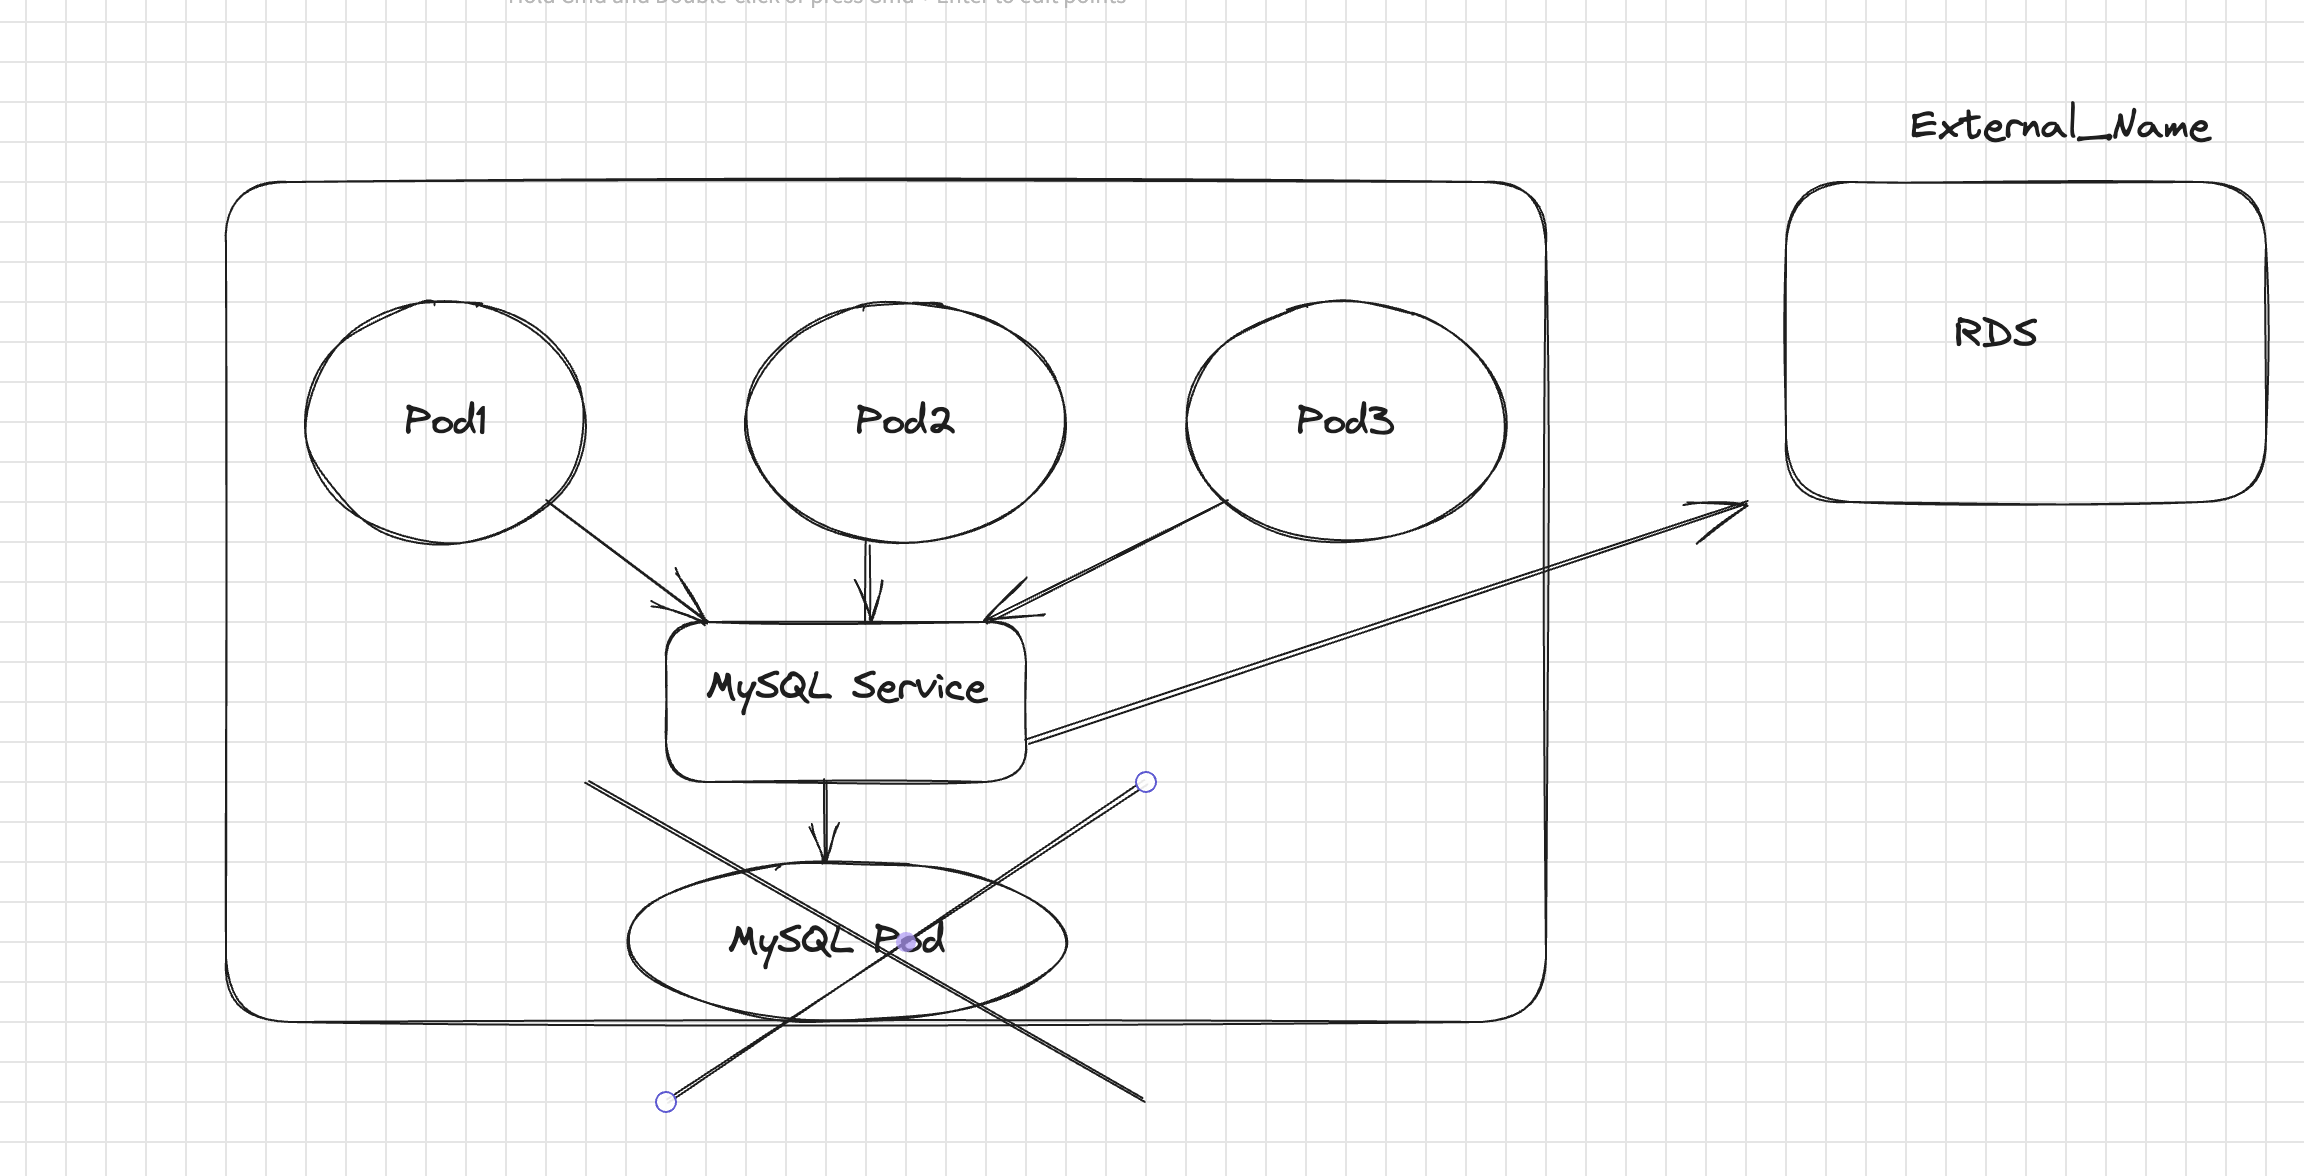 Hold Cmd and Double-click or press Cmd + Enter to edit points
External_Name
RDS
Pod1
Pod2
Pod3
MySQL Service
MySQL Pod